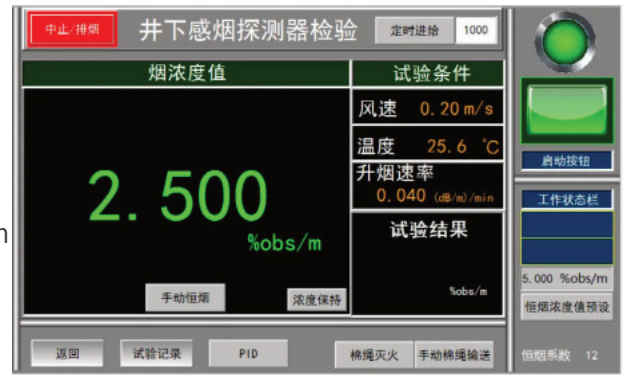 中止/排烟
井下感烟探测器检验
定时进给 1000
烟浓度值
试验条件
风速 0.20 m/s
温度 25.6 ℃
升烟速率
0.040 (dB/m)/min
2.500
%obs/m
试验结果
%obs/m
手动恒烟
浓度保持
返回
试验记录
PID
棉绳灭火
手动棉绳输送
启动按钮
工作状态栏
5.000 %obs/m
恒烟浓度值预设
恒烟系数 12